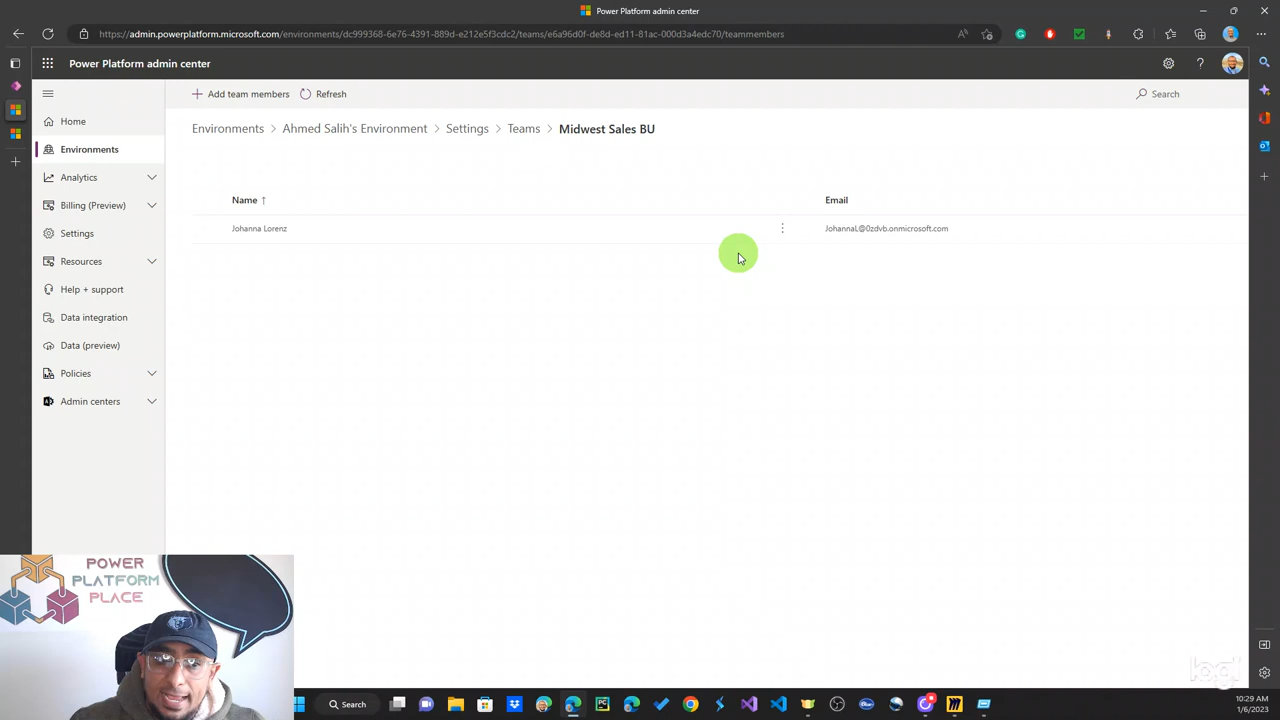 Power Platform admin center
https://admin.powerplatform.microsoft.com/environments/dc999368-6e76-4391-889d-e212e5f3cdc2/teams/e6a96d0f-de8d-ed11-81ac-000d3a4edc70/teammembers
Power Platform admin center
Add team members
Refresh
Search
Environments > Ahmed Salih's Environment > Settings > Teams > Midwest Sales BU
Home
Environments
Analytics
Billing (Preview)
Settings
Resources
Help + support
Data integration
Data (preview)
Policies
Admin centers
Name ↑
Email
Johanna Lorenz
JohannaL@0zdvb.onmicrosoft.com
POWER
PLATFORM
PLACE
logi
Search
10:29 AM
1/6/2023